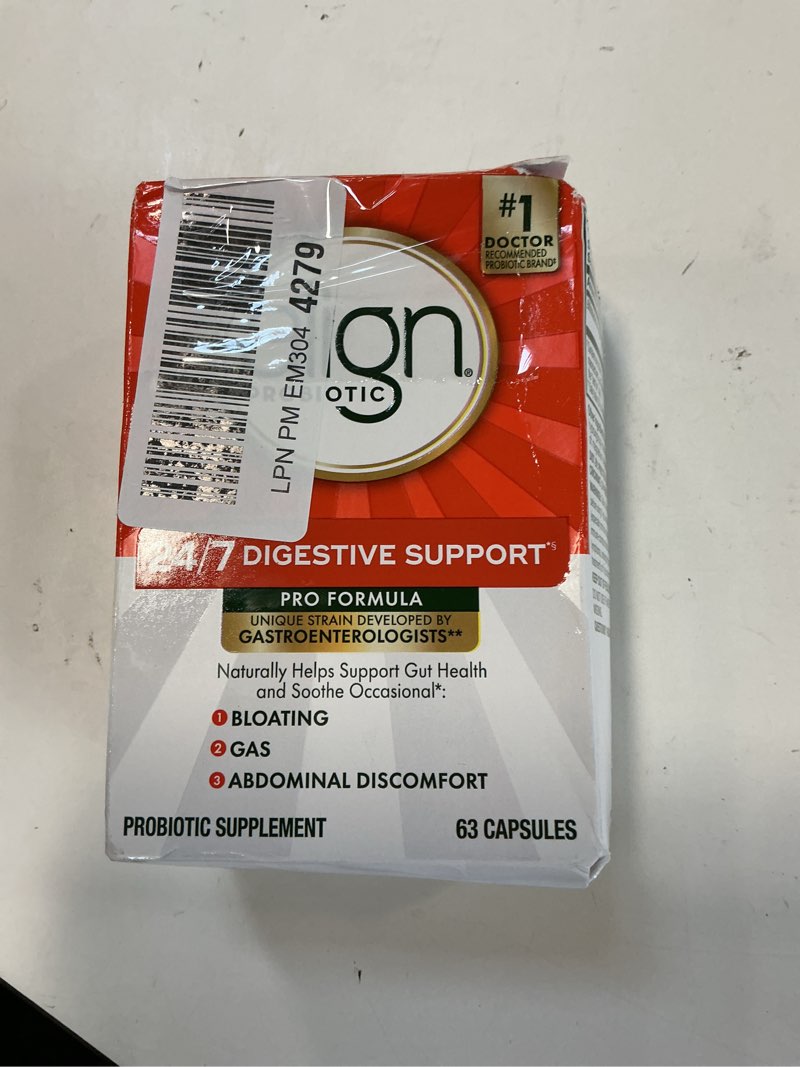 #1
DOCTOR
RECOMMENDED
PROBIOTIC BRAND‡
LPN PM EM304 4279
ign®
PROBIOTIC
24/7 DIGESTIVE SUPPORT*§
PRO FORMULA
UNIQUE STRAIN DEVELOPED BY
GASTROENTEROLOGISTS**
Naturally Helps Support Gut Health
and Soothe Occasional*:
1 BLOATING
2 GAS
3 ABDOMINAL DISCOMFORT
PROBIOTIC SUPPLEMENT 63 CAPSULES